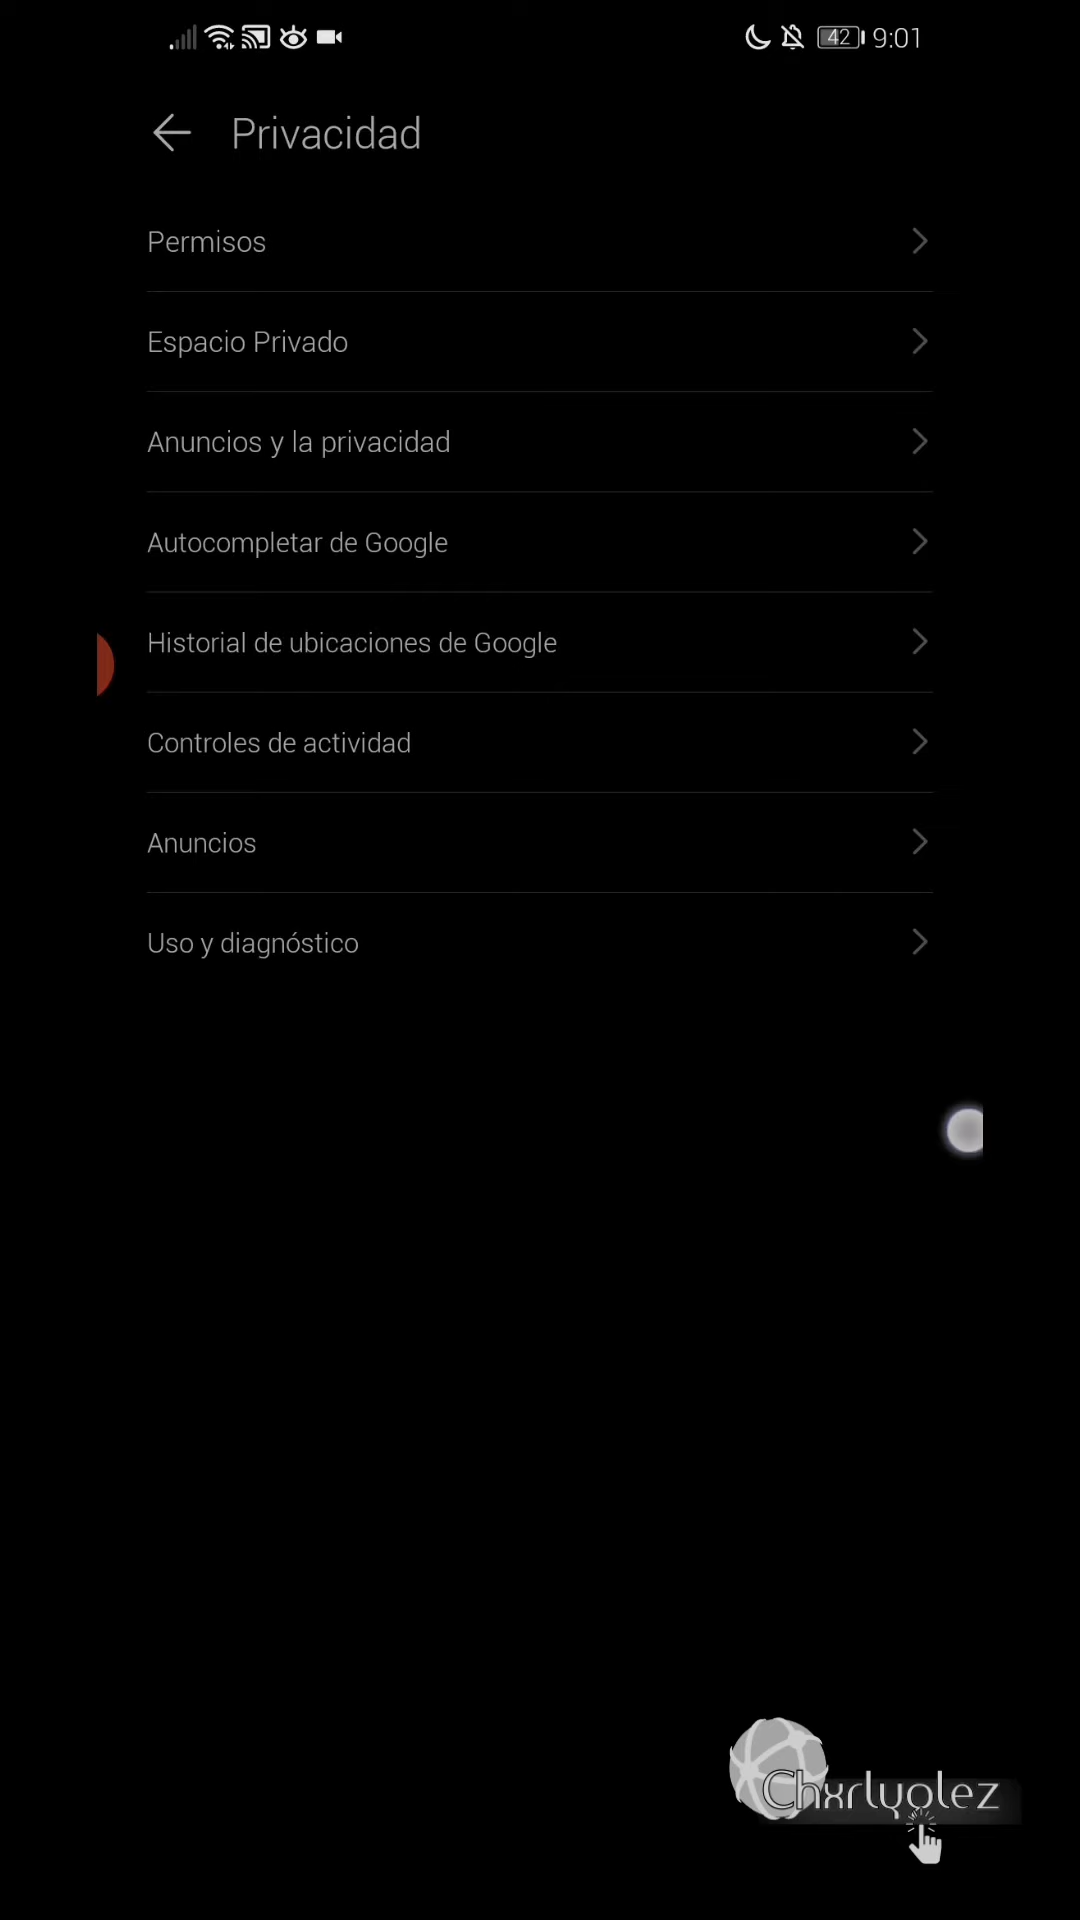 42 9:01
Privacidad
Permisos
Espacio Privado
Anuncios y la privacidad
Autocompletar de Google
Historial de ubicaciones de Google
Controles de actividad
Anuncios
Uso y diagnóstico
Chxrlyolez